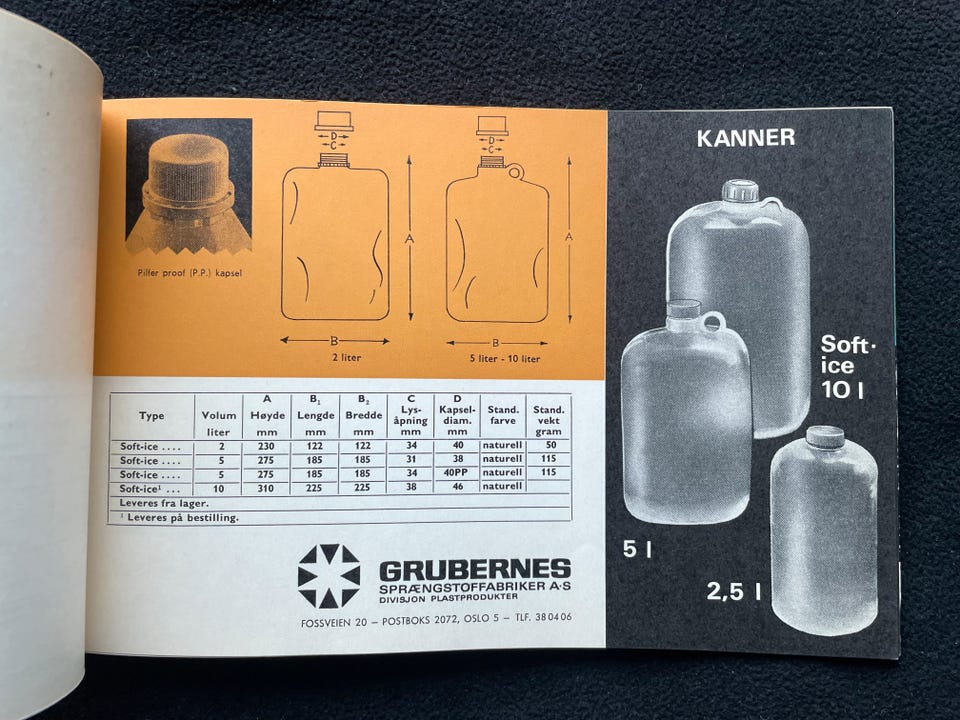 D
C
A
B
2 liter
D
C
A
B
5 liter - 10 liter
Pilfer proof (P.P.) kapsel
Type Volum liter A Høyde mm B₁ Lengde mm B₂ Bredde mm C Lys-åpning mm D Kapsel-diam. mm Stand. farve Stand. vekt gram
Soft-ice .... 2 230 122 122 34 40 naturell 50
Soft-ice .... 5 275 185 185 31 38 naturell 115
Soft-ice .... 5 275 185 185 34 40PP naturell 115
Soft-ice¹ ... 10 310 225 225 38 46 naturell
Leveres fra lager.
¹ Leveres på bestilling.
GRUBERNES
SPRÆNGSTOFFABRIKER A·S
DIVISJON PLASTPRODUKTER
FOSSVEIEN 20 – POSTBOKS 2072, OSLO 5 – TLF. 38 04 06
KANNER
Soft-
ice
10 l
5 l
2,5 l